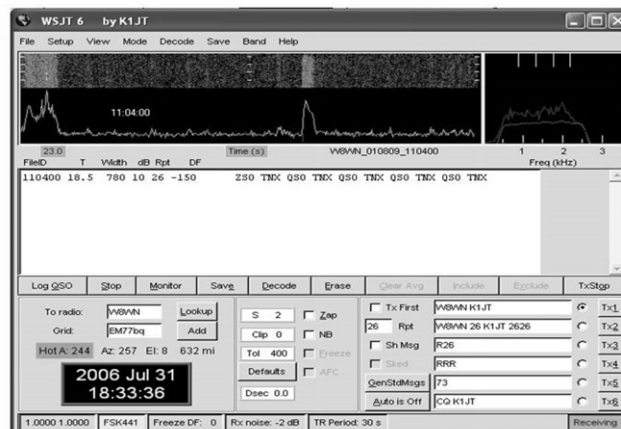 WSJT 6 by K1JT
File Setup View Mode Decode Save Band Help
11:04:00
23.0 Time (s) W8WN_010809_110400 1 2 3
FileID T Width dB Rpt DF Freq (kHz)
110400 18.5 780 10 26 -150 ZSO TNX QSO TNX QSO TNX QSO TNX QSO TNX
Log QSO Stop Monitor Save Decode Erase Clear Avg Include Exclude TxStop
To radio: W8WN Lookup
Grid: EM77bq Add
Hot A: 244 Az: 257 El: 8 632 mi
2006 Jul 31
18:33:36
S 2 Zap
Clip 0 NB
Tol 400 Freeze
Defaults AFC
Dsec 0.0
Tx First W8WN K1JT Tx1
26 Rpt W8WN 26 K1JT 2626 Tx2
Sh Msg R26 Tx3
Sked RRR Tx4
GenStdMsgs 73 Tx5
Auto is Off CQ K1JT Tx6
1.0000 1.0000 FSK441 Freeze DF: 0 Rx noise: -2 dB TR Period: 30 s Receiving